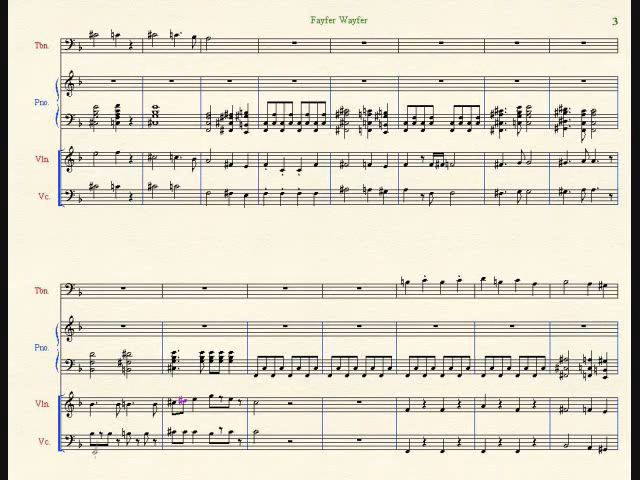 Fayfer Wayfer
3
Tbn.
Pno.
Vln.
Vc.
Tbn.
Pno.
Vln.
Vc.